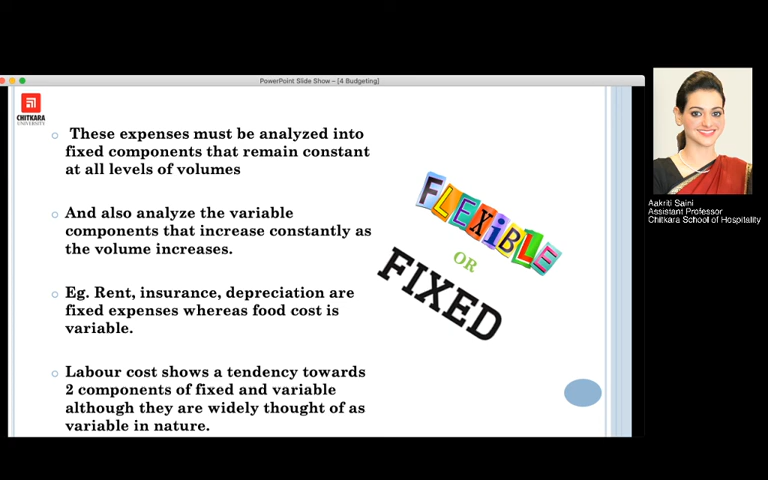 PowerPoint Slide Show – [4 Budgeting]
CHITKARA
UNIVERSITY
These expenses must be analyzed into
fixed components that remain constant
at all levels of volumes
And also analyze the variable
components that increase constantly as
the volume increases.
Eg. Rent, insurance, depreciation are
fixed expenses whereas food cost is
variable.
Labour cost shows a tendency towards
2 components of fixed and variable
although they are widely thought of as
variable in nature.
FLEXiBLE
OR
FIXED
Aakriti Saini
Assistant Professor
Chitkara School of Hospitality